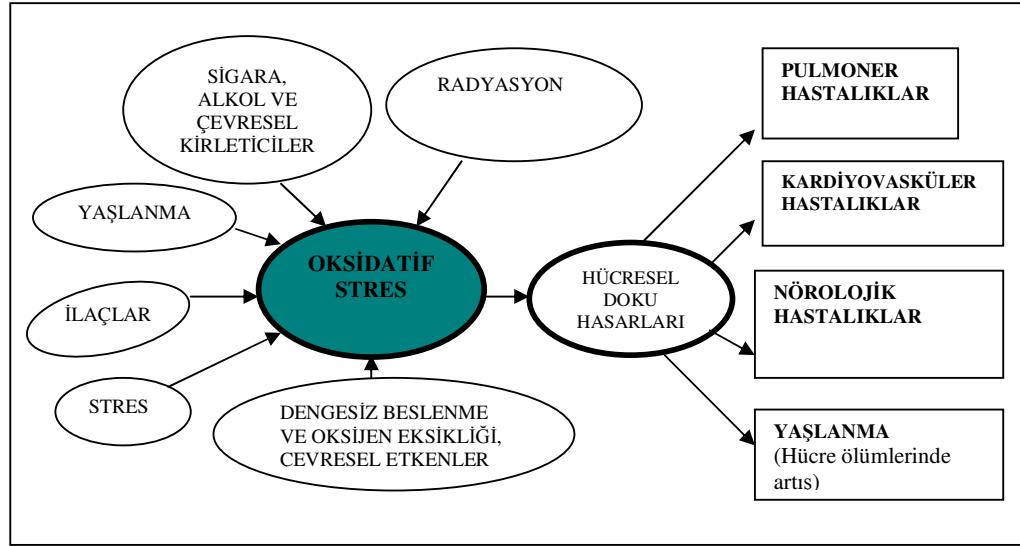 SİGARA,
ALKOL VE
ÇEVRESEL
KİRLETİCİLER
RADYASYON
YAŞLANMA
İLAÇLAR
STRES
DENGESİZ BESLENME
VE OKSİJEN EKSİKLİĞİ,
CEVRESEL ETKENLER
OKSİDATİF
STRES
HÜCRESEL
DOKU
HASARLARI
PULMONER
HASTALIKLAR
KARDİYOVASKÜLER
HASTALIKLAR
NÖROLOJİK
HASTALIKLAR
YAŞLANMA
(Hücre ölümlerinde
artıs)